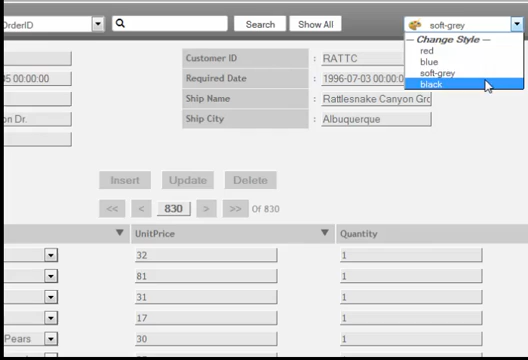 OrderID Search Show All soft-grey
— Change Style —
red
blue
soft-grey
black
Customer ID : RATTC
05 00:00:00 Required Date : 1996-07-03 00:00:0
Ship Name : Rattlesnake Canyon Gro
on Dr. Ship City : Albuquerque
Insert Update Delete
<< < 830 > >> Of 830
UnitPrice Quantity
32 1
81 1
31 1
17 1
Pears 30 1